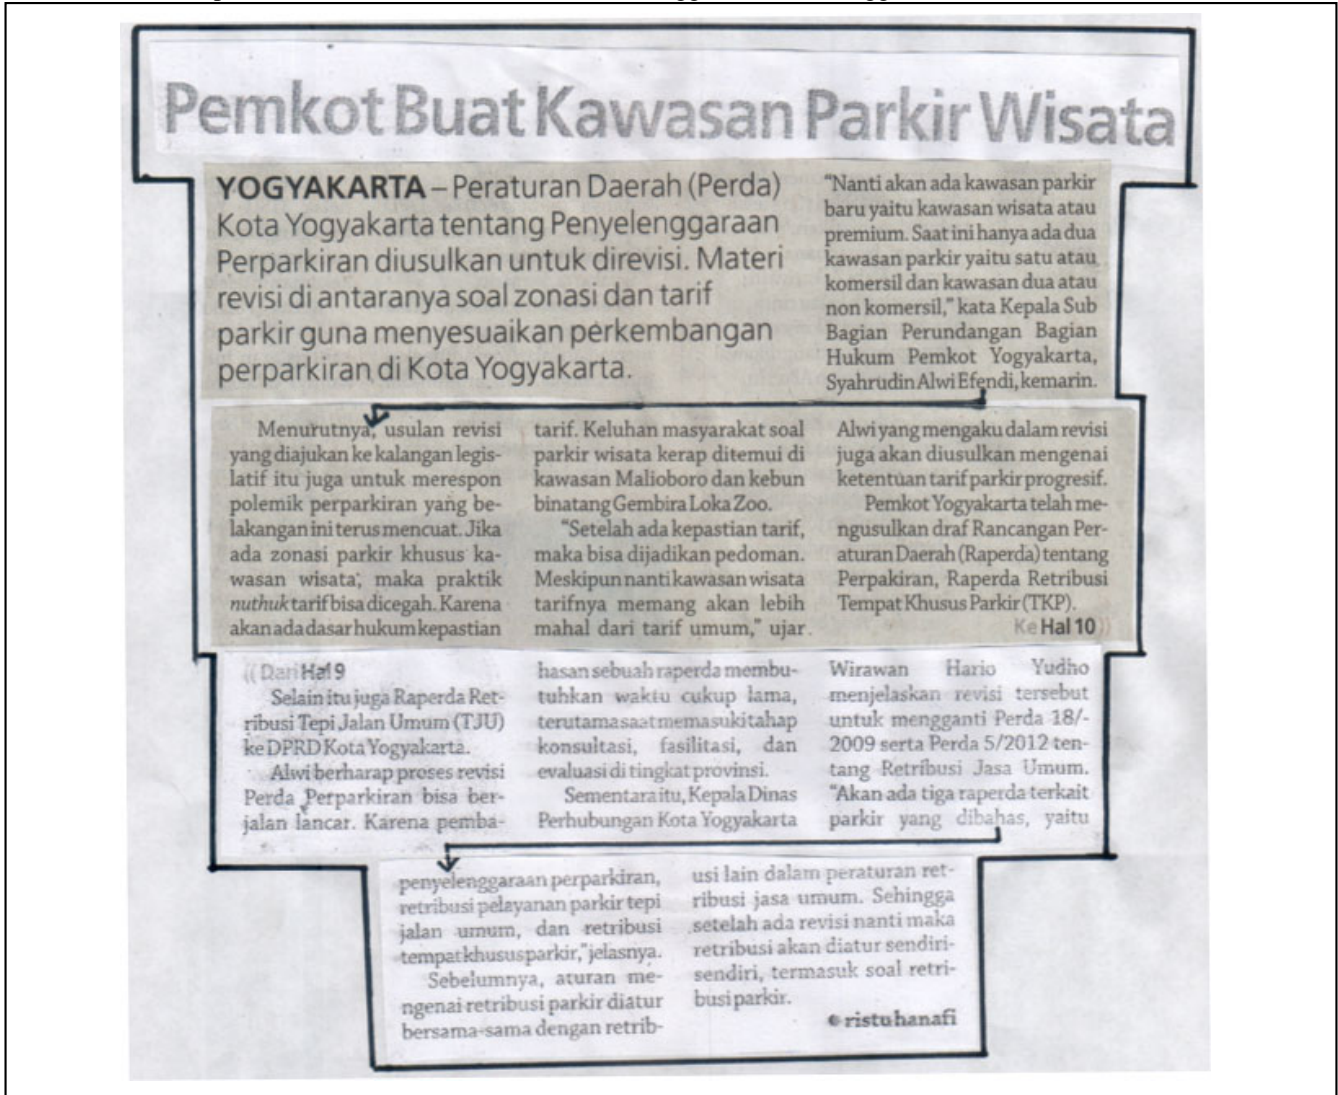 Pemkot Buat Kawasan Parkir Wisata
YOGYAKARTA – Peraturan Daerah (Perda)
Kota Yogyakarta tentang Penyelenggaraan
Perparkiran diusulkan untuk direvisi. Materi
revisi di antaranya soal zonasi dan tarif
parkir guna menyesuaikan perkembangan
perparkiran di Kota Yogyakarta.
"Nanti akan ada kawasan parkir
baru yaitu kawasan wisata atau
premium. Saat ini hanya ada dua
kawasan parkir yaitu satu atau
komersil dan kawasan dua atau
non komersil," kata Kepala Sub
Bagian Perundangan Bagian
Hukum Pemkot Yogyakarta,
Syahrudin Alwi Efendi, kemarin.
Menurutnya, usulan revisi
yang diajukan ke kalangan legis-
latif itu juga untuk merespon
polemik perparkiran yang be-
lakangan ini terus mencuat. Jika
ada zonasi parkir khusus ka-
wasan wisata, maka praktik
nuthuk tarif bisa dicegah. Karena
akan ada dasar hukum kepastian
tarif. Keluhan masyarakat soal
parkir wisata kerap ditemui di
kawasan Malioboro dan kebun
binatang Gembira Loka Zoo.
"Setelah ada kepastian tarif,
maka bisa dijadikan pedoman.
Meskipun nanti kawasan wisata
tarifnya memang akan lebih
mahal dari tarif umum," ujar
Alwi yang mengaku dalam revisi
juga akan diusulkan mengenai
ketentuan tarif parkir progresif.
Pemkot Yogyakarta telah me-
ngusulkan draf Rancangan Per-
aturan Daerah (Raperda) tentang
Perpakiran, Raperda Retribusi
Tempat Khusus Parkir (TKP).
Ke Hal 10 ))
(( Dari Hal 9
Selain itu juga Raperda Ret-
ribusi Tepi Jalan Umum (TJU)
ke DPRD Kota Yogyakarta.
Alwi berharap proses revisi
Perda Perparkiran bisa ber-
jalan lancar. Karena pemba-
hasan sebuah raperda membu-
tuhkan waktu cukup lama,
terutama saat memasuki tahap
konsultasi, fasilitasi, dan
evaluasi di tingkat provinsi.
Sementara itu, Kepala Dinas
Perhubungan Kota Yogyakarta
Wirawan Hario Yudho
menjelaskan revisi tersebut
untuk mengganti Perda 18/-
2009 serta Perda 5/2012 ten-
tang Retribusi Jasa Umum.
"Akan ada tiga raperda terkait
parkir yang dibahas, yaitu
penyelenggaraan perparkiran,
retribusi pelayanan parkir tepi
jalan umum, dan retribusi
tempat khusus parkir," jelasnya.
Sebelumnya, aturan me-
ngenai retribusi parkir diatur
bersama-sama dengan retrib-
usi lain dalam peraturan ret-
ribusi jasa umum. Sehingga
setelah ada revisi nanti maka
retribusi akan diatur sendiri-
sendiri, termasuk soal retri-
busi parkir.
● ristu hanafi